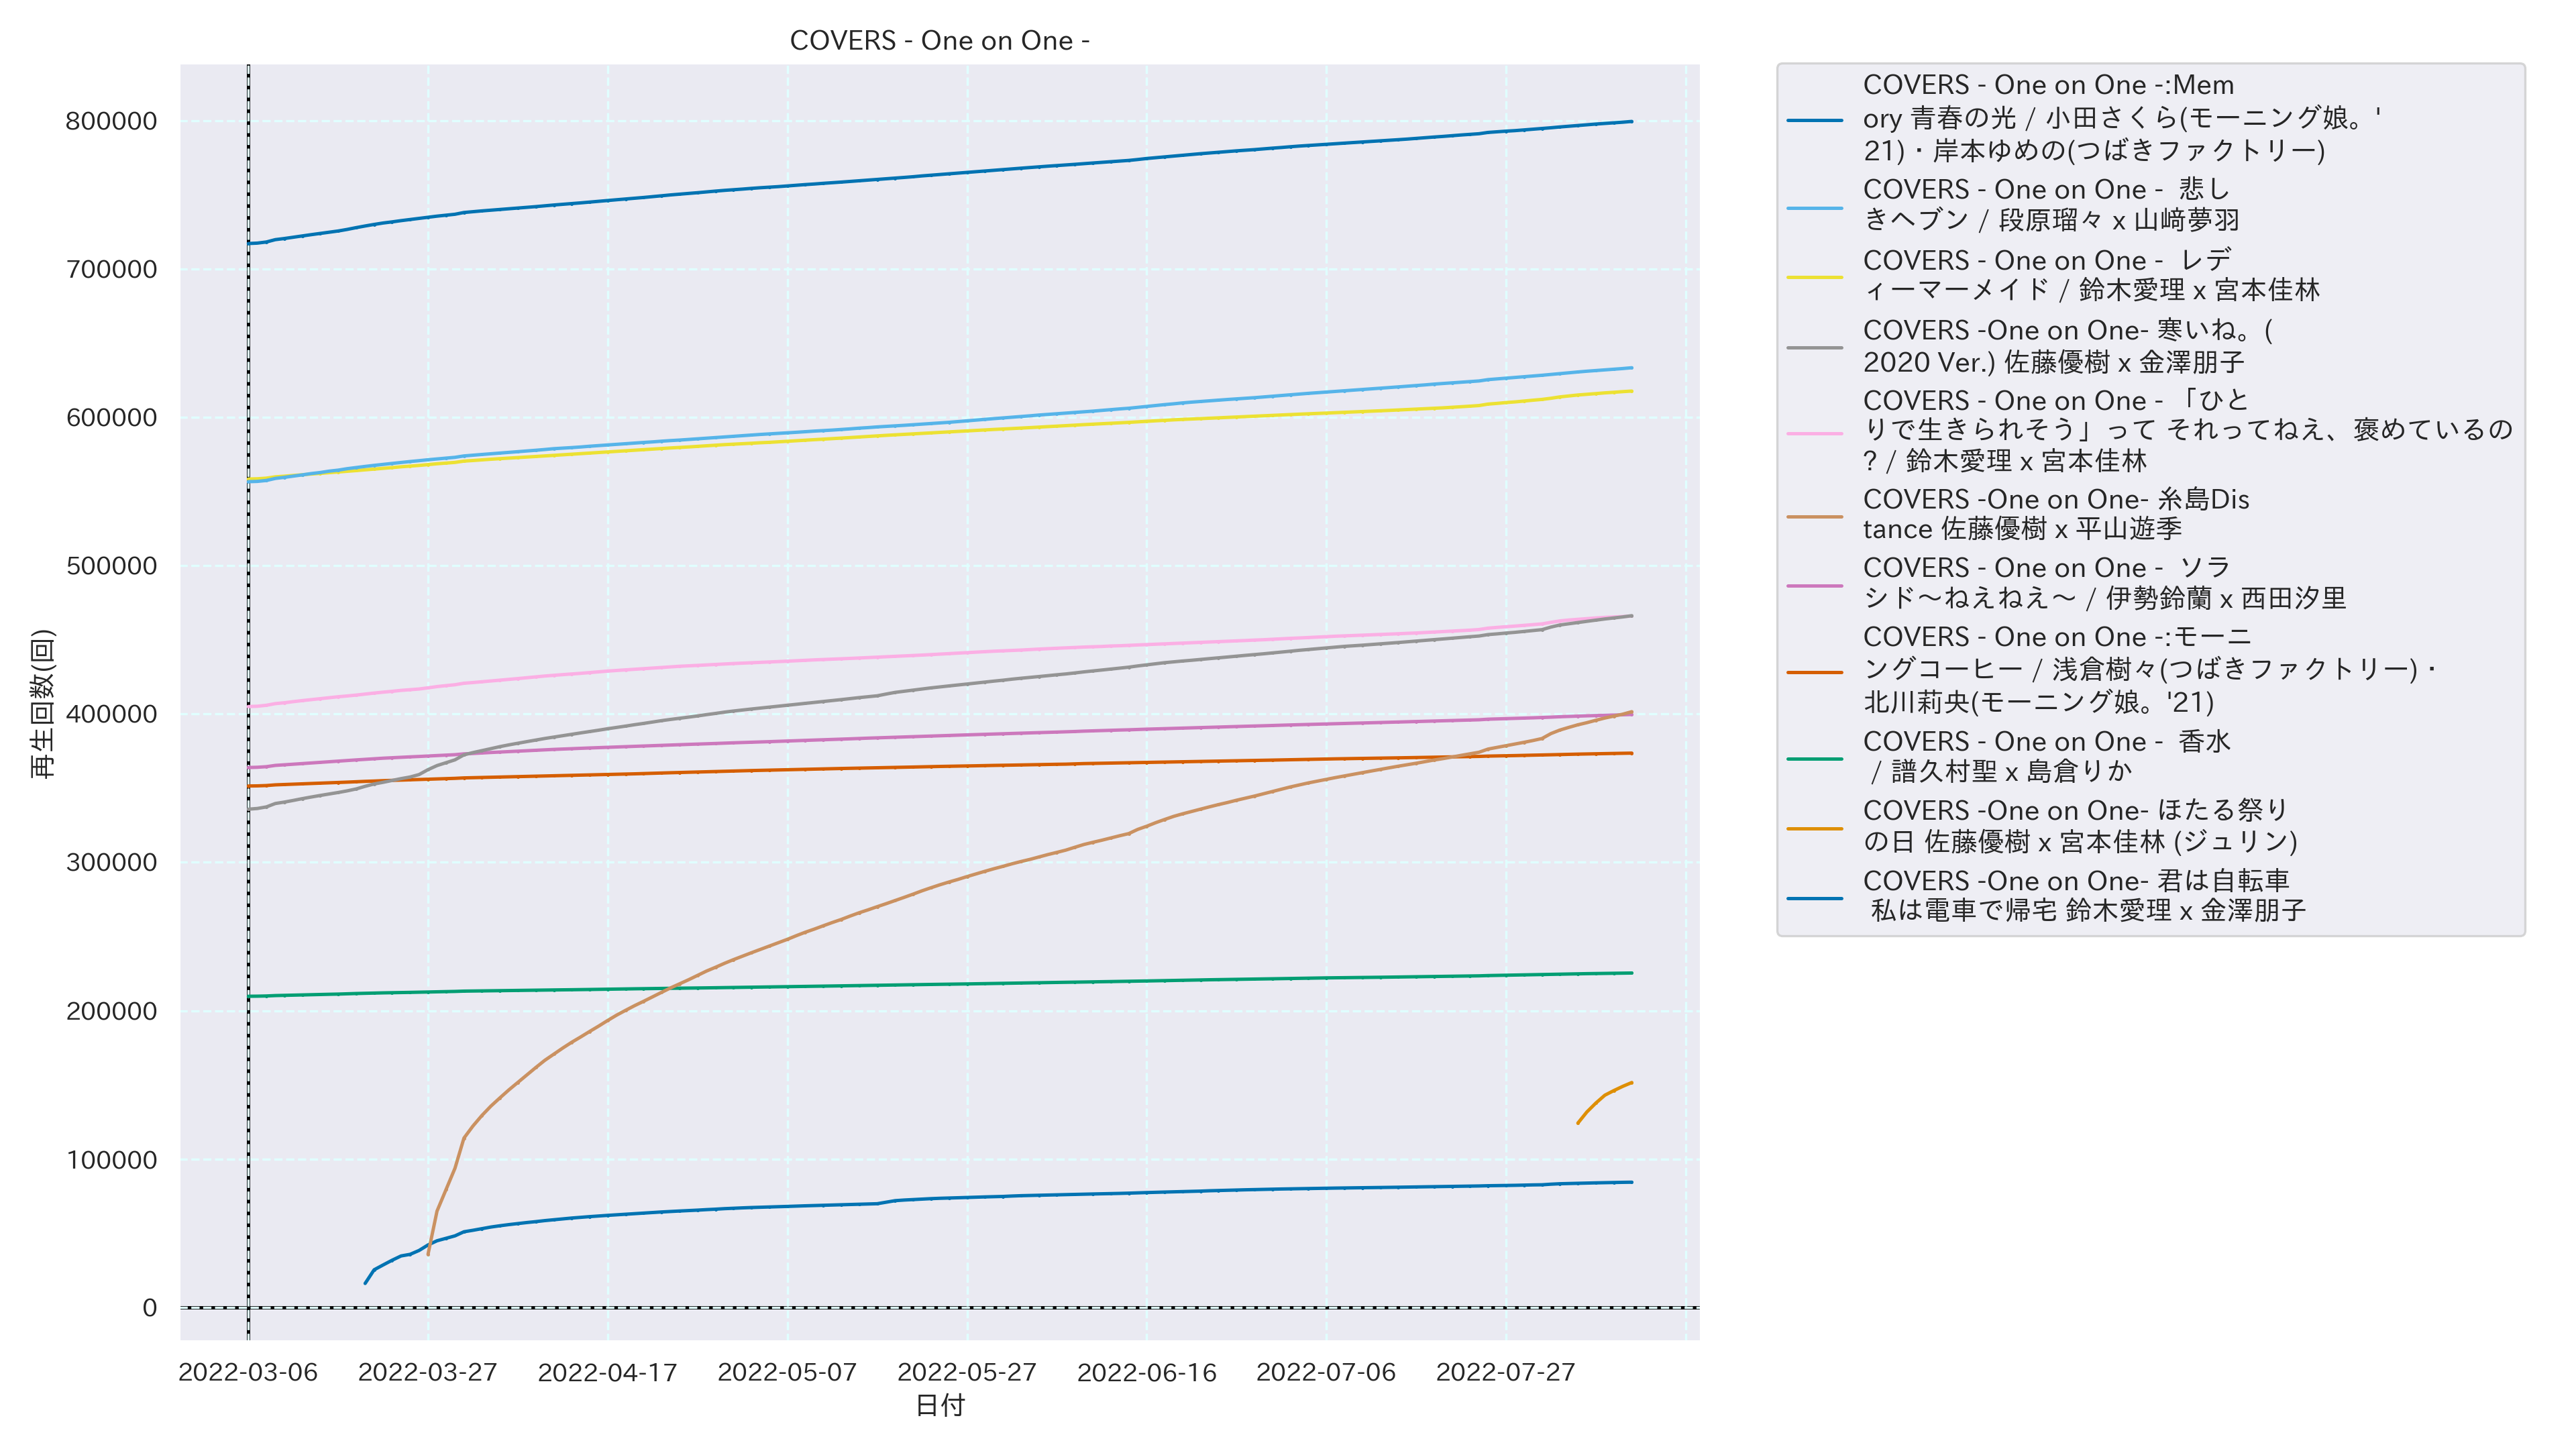 COVERS - One on One -
再生回数(回)
800000
700000
600000
500000
400000
300000
200000
100000
0
2022-03-06
2022-03-27
2022-04-17
2022-05-07
2022-05-27
2022-06-16
2022-07-06
2022-07-27
日付
COVERS - One on One -:Mem
ory 青春の光 / 小田さくら(モーニング娘。'
21)・岸本ゆめの(つばきファクトリー)
COVERS - One on One -  悲し
きヘブン / 段原瑠々 x 山﨑夢羽
COVERS - One on One -  レデ
ィーマーメイド / 鈴木愛理 x 宮本佳林
COVERS -One on One- 寒いね。(
2020 Ver.) 佐藤優樹 x 金澤朋子
COVERS - One on One - 「ひと
りで生きられそう」って それってねえ、褒めているの
? / 鈴木愛理 x 宮本佳林
COVERS -One on One- 糸島Dis
tance 佐藤優樹 x 平山遊季
COVERS - One on One -  ソラ
シド～ねえねえ～ / 伊勢鈴蘭 x 西田汐里
COVERS - One on One -:モーニ
ングコーヒー / 浅倉樹々(つばきファクトリー)・
北川莉央(モーニング娘。'21)
COVERS - One on One -  香水
/ 譜久村聖 x 島倉りか
COVERS -One on One- ほたる祭り
の日 佐藤優樹 x 宮本佳林 (ジュリン)
COVERS -One on One- 君は自転車
私は電車で帰宅 鈴木愛理 x 金澤朋子